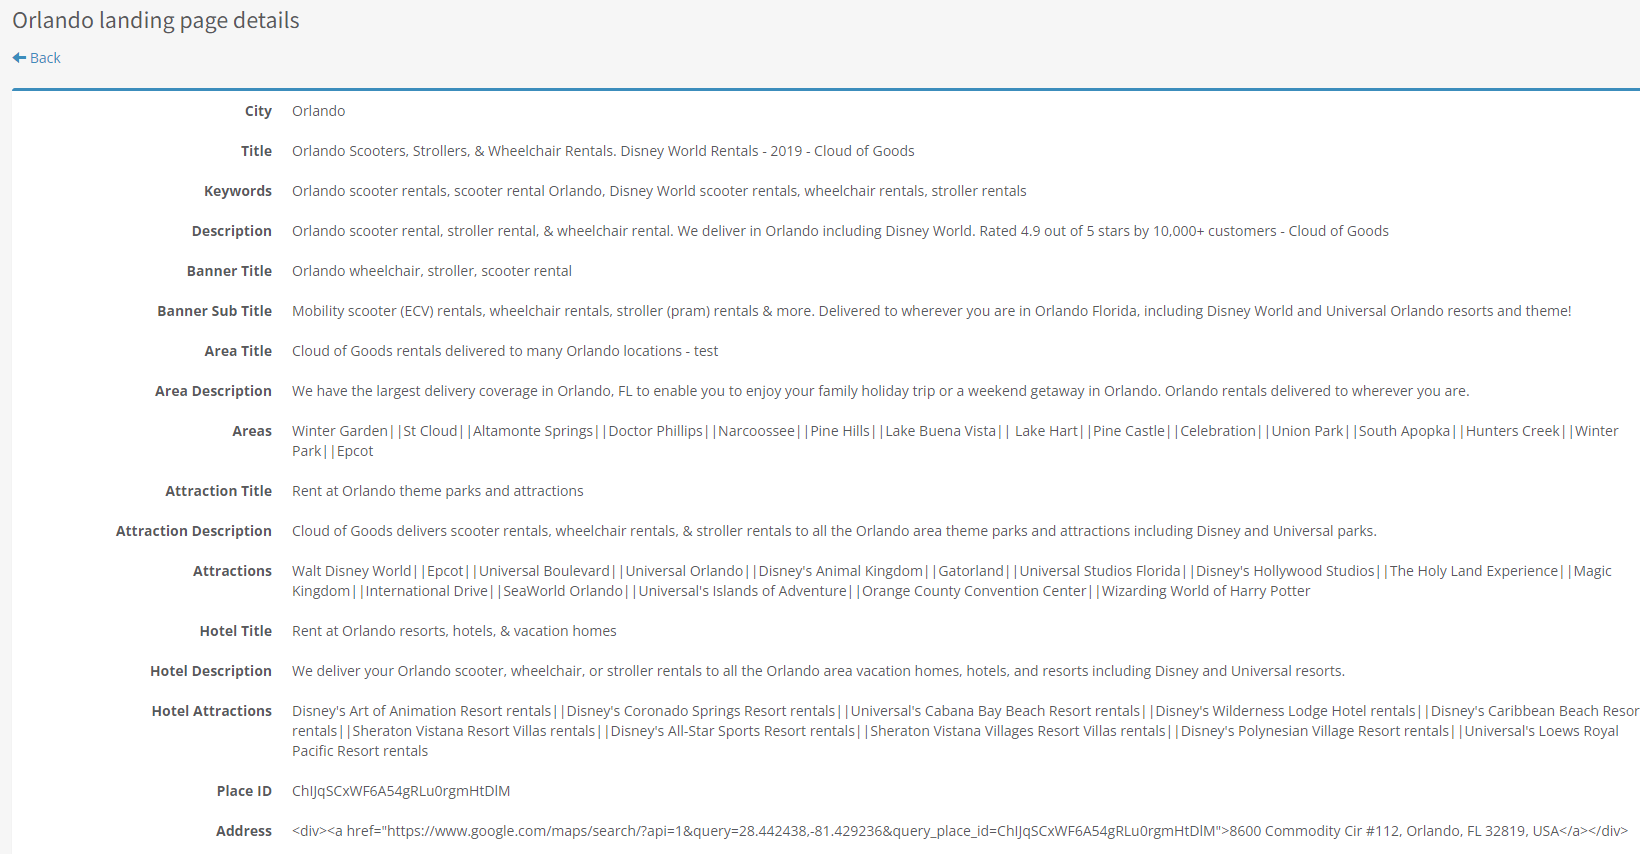 Orlando landing page details
Back
City Orlando
Title Orlando Scooters, Strollers, & Wheelchair Rentals. Disney World Rentals - 2019 - Cloud of Goods
Keywords Orlando scooter rentals, scooter rental Orlando, Disney World scooter rentals, wheelchair rentals, stroller rentals
Description Orlando scooter rental, stroller rental, & wheelchair rental. We deliver in Orlando including Disney World. Rated 4.9 out of 5 stars by 10,000+ customers - Cloud of Goods
Banner Title Orlando wheelchair, stroller, scooter rental
Banner Sub Title Mobility scooter (ECV) rentals, wheelchair rentals, stroller (pram) rentals & more. Delivered to wherever you are in Orlando Florida, including Disney World and Universal Orlando resorts and theme!
Area Title Cloud of Goods rentals delivered to many Orlando locations - test
Area Description We have the largest delivery coverage in Orlando, FL to enable you to enjoy your family holiday trip or a weekend getaway in Orlando. Orlando rentals delivered to wherever you are.
Areas Winter Garden||St Cloud||Altamonte Springs||Doctor Phillips||Narcoossee||Pine Hills||Lake Buena Vista|| Lake Hart||Pine Castle||Celebration||Union Park||South Apopka||Hunters Creek||Winter
Park||Epcot
Attraction Title Rent at Orlando theme parks and attractions
Attraction Description Cloud of Goods delivers scooter rentals, wheelchair rentals, & stroller rentals to all the Orlando area theme parks and attractions including Disney and Universal parks.
Attractions Walt Disney World||Epcot||Universal Boulevard||Universal Orlando||Disney's Animal Kingdom||Gatorland||Universal Studios Florida||Disney's Hollywood Studios||The Holy Land Experience||Magic
Kingdom||International Drive||SeaWorld Orlando||Universal's Islands of Adventure||Orange County Convention Center||Wizarding World of Harry Potter
Hotel Title Rent at Orlando resorts, hotels, & vacation homes
Hotel Description We deliver your Orlando scooter, wheelchair, or stroller rentals to all the Orlando area vacation homes, hotels, and resorts including Disney and Universal resorts.
Hotel Attractions Disney's Art of Animation Resort rentals||Disney's Coronado Springs Resort rentals||Universal's Cabana Bay Beach Resort rentals||Disney's Wilderness Lodge Hotel rentals||Disney's Caribbean Beach Resor
rentals||Sheraton Vistana Resort Villas rentals||Disney's All-Star Sports Resort rentals||Sheraton Vistana Villages Resort Villas rentals||Disney's Polynesian Village Resort rentals||Universal's Loews Royal
Pacific Resort rentals
Place ID ChIJqSCxWF6A54gRLu0rgmHtDlM
Address <div><a href="https://www.google.com/maps/search/?api=1&query=28.442438,-81.429236&query_place_id=ChIJqSCxWF6A54gRLu0rgmHtDlM">8600 Commodity Cir #112, Orlando, FL 32819, USA</a></div>